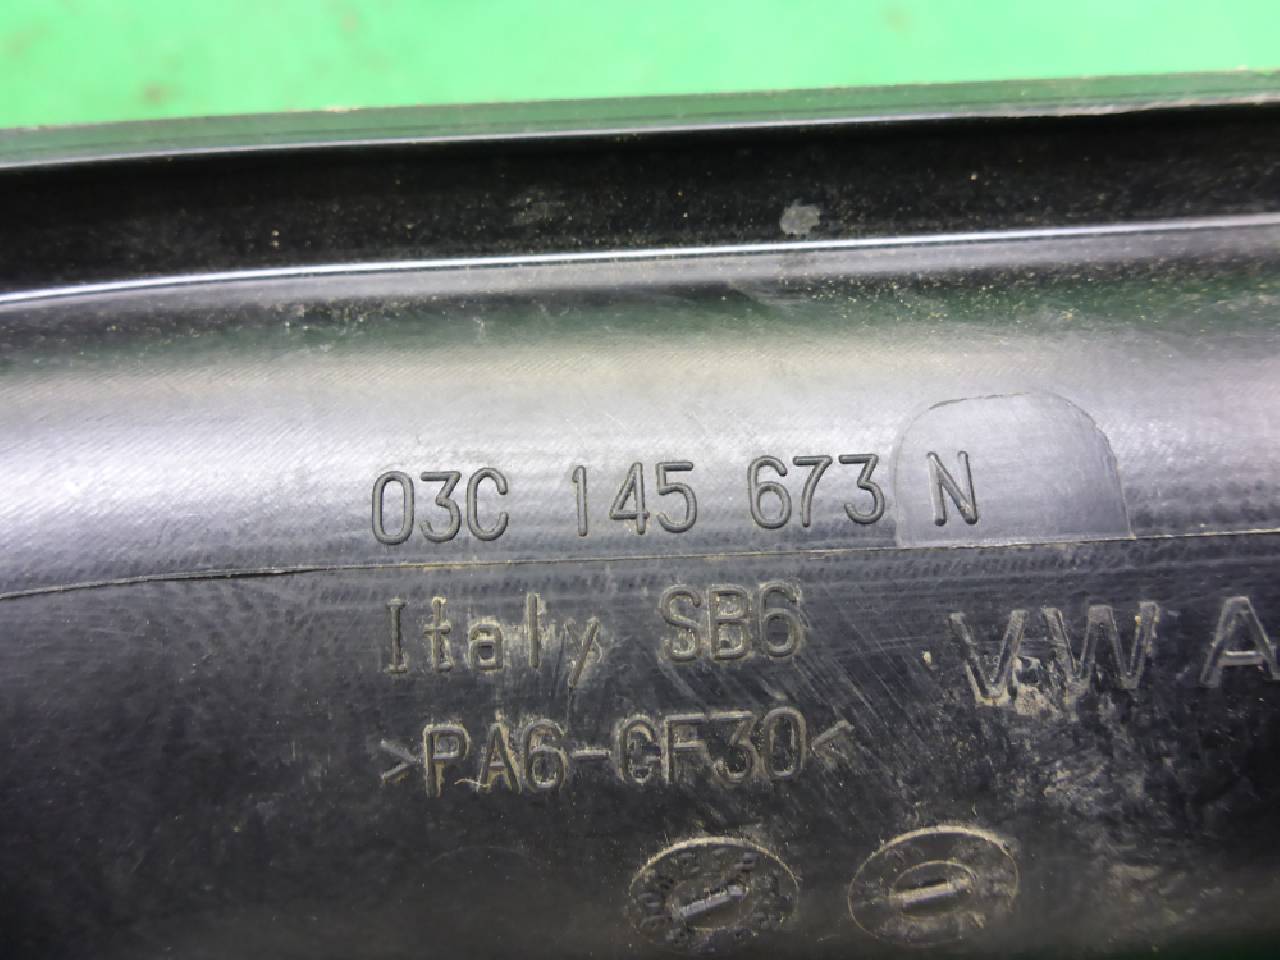 03C 145 673 N
Italy SB6
VW A
>PA6-GF30<